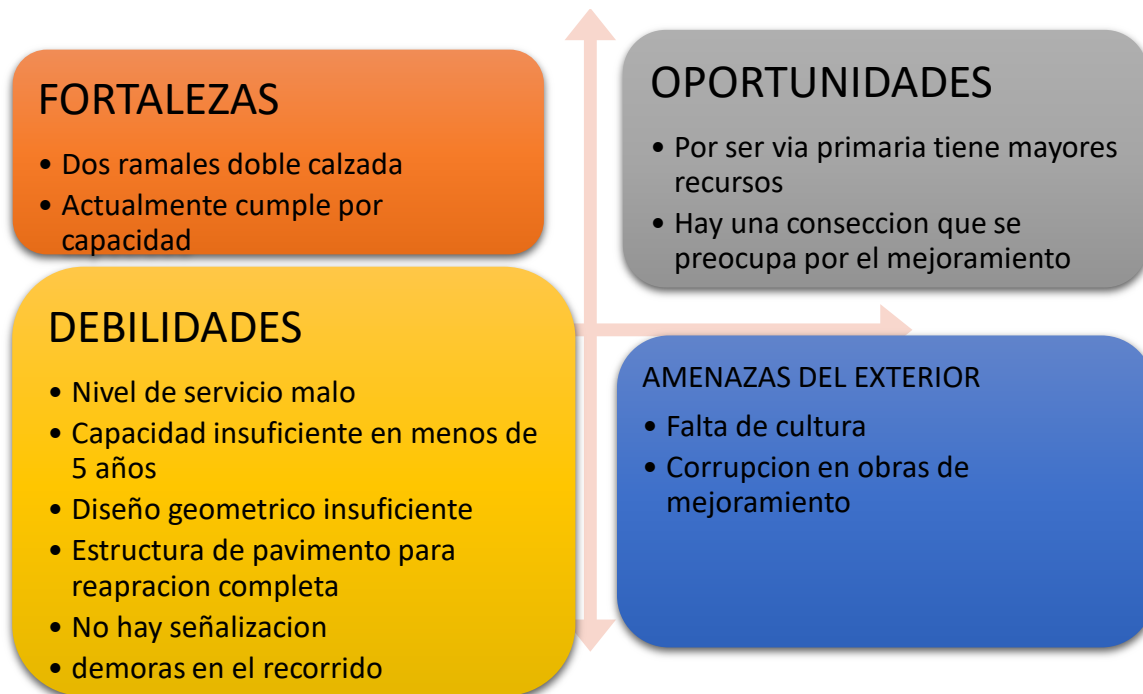 FORTALEZAS
• Dos ramales doble calzada
• Actualmente cumple por
capacidad
OPORTUNIDADES
• Por ser via primaria tiene mayores
recursos
• Hay una conseccion que se
preocupa por el mejoramiento
DEBILIDADES
• Nivel de servicio malo
• Capacidad insuficiente en menos de
5 años
• Diseño geometrico insuficiente
• Estructura de pavimento para
reapracion completa
• No hay señalizacion
• demoras en el recorrido
AMENAZAS DEL EXTERIOR
• Falta de cultura
• Corrupcion en obras de
mejoramiento